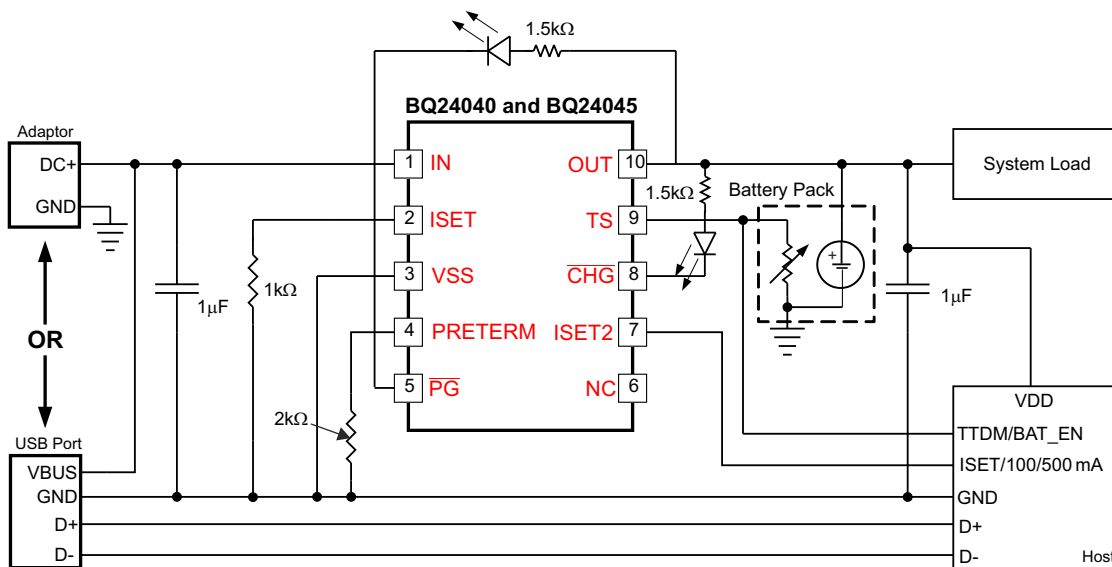 1.5kΩ
BQ24040 and BQ24045
Adaptor
DC+
GND
1 IN
OUT 10
System Load
1.5kΩ
Battery Pack
2 ISET
TS 9
3 VSS
CHG 8
+
1kΩ
1μF
1μF
OR
4 PRETERM
ISET2 7
5 PG
NC 6
VDD
2kΩ
USB Port
TTDM/BAT_EN
VBUS
ISET/100/500 mA
GND
GND
D+
D+
D-
D-
Host